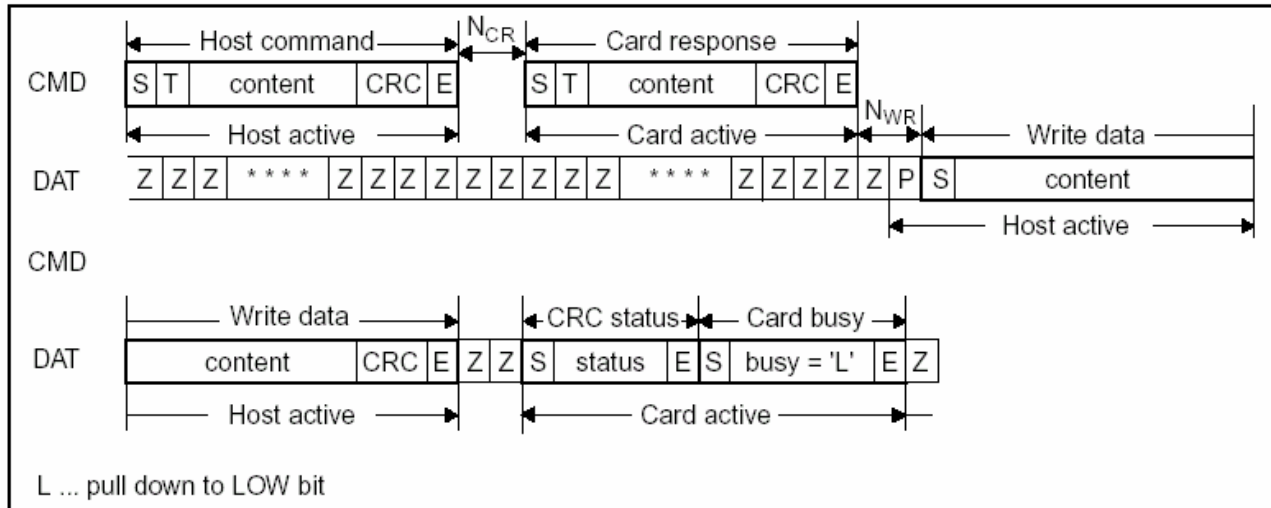 Host command N_CR Card response
CMD S T content CRC E S T content CRC E
Host active Card active N_WR Write data
DAT Z Z Z * * * * Z Z Z Z Z Z Z Z Z * * * * Z Z Z Z Z P S content
Host active
CMD
Write data CRC status Card busy
DAT content CRC E Z Z S status E S busy = 'L' E Z
Host active Card active
L ... pull down to LOW bit